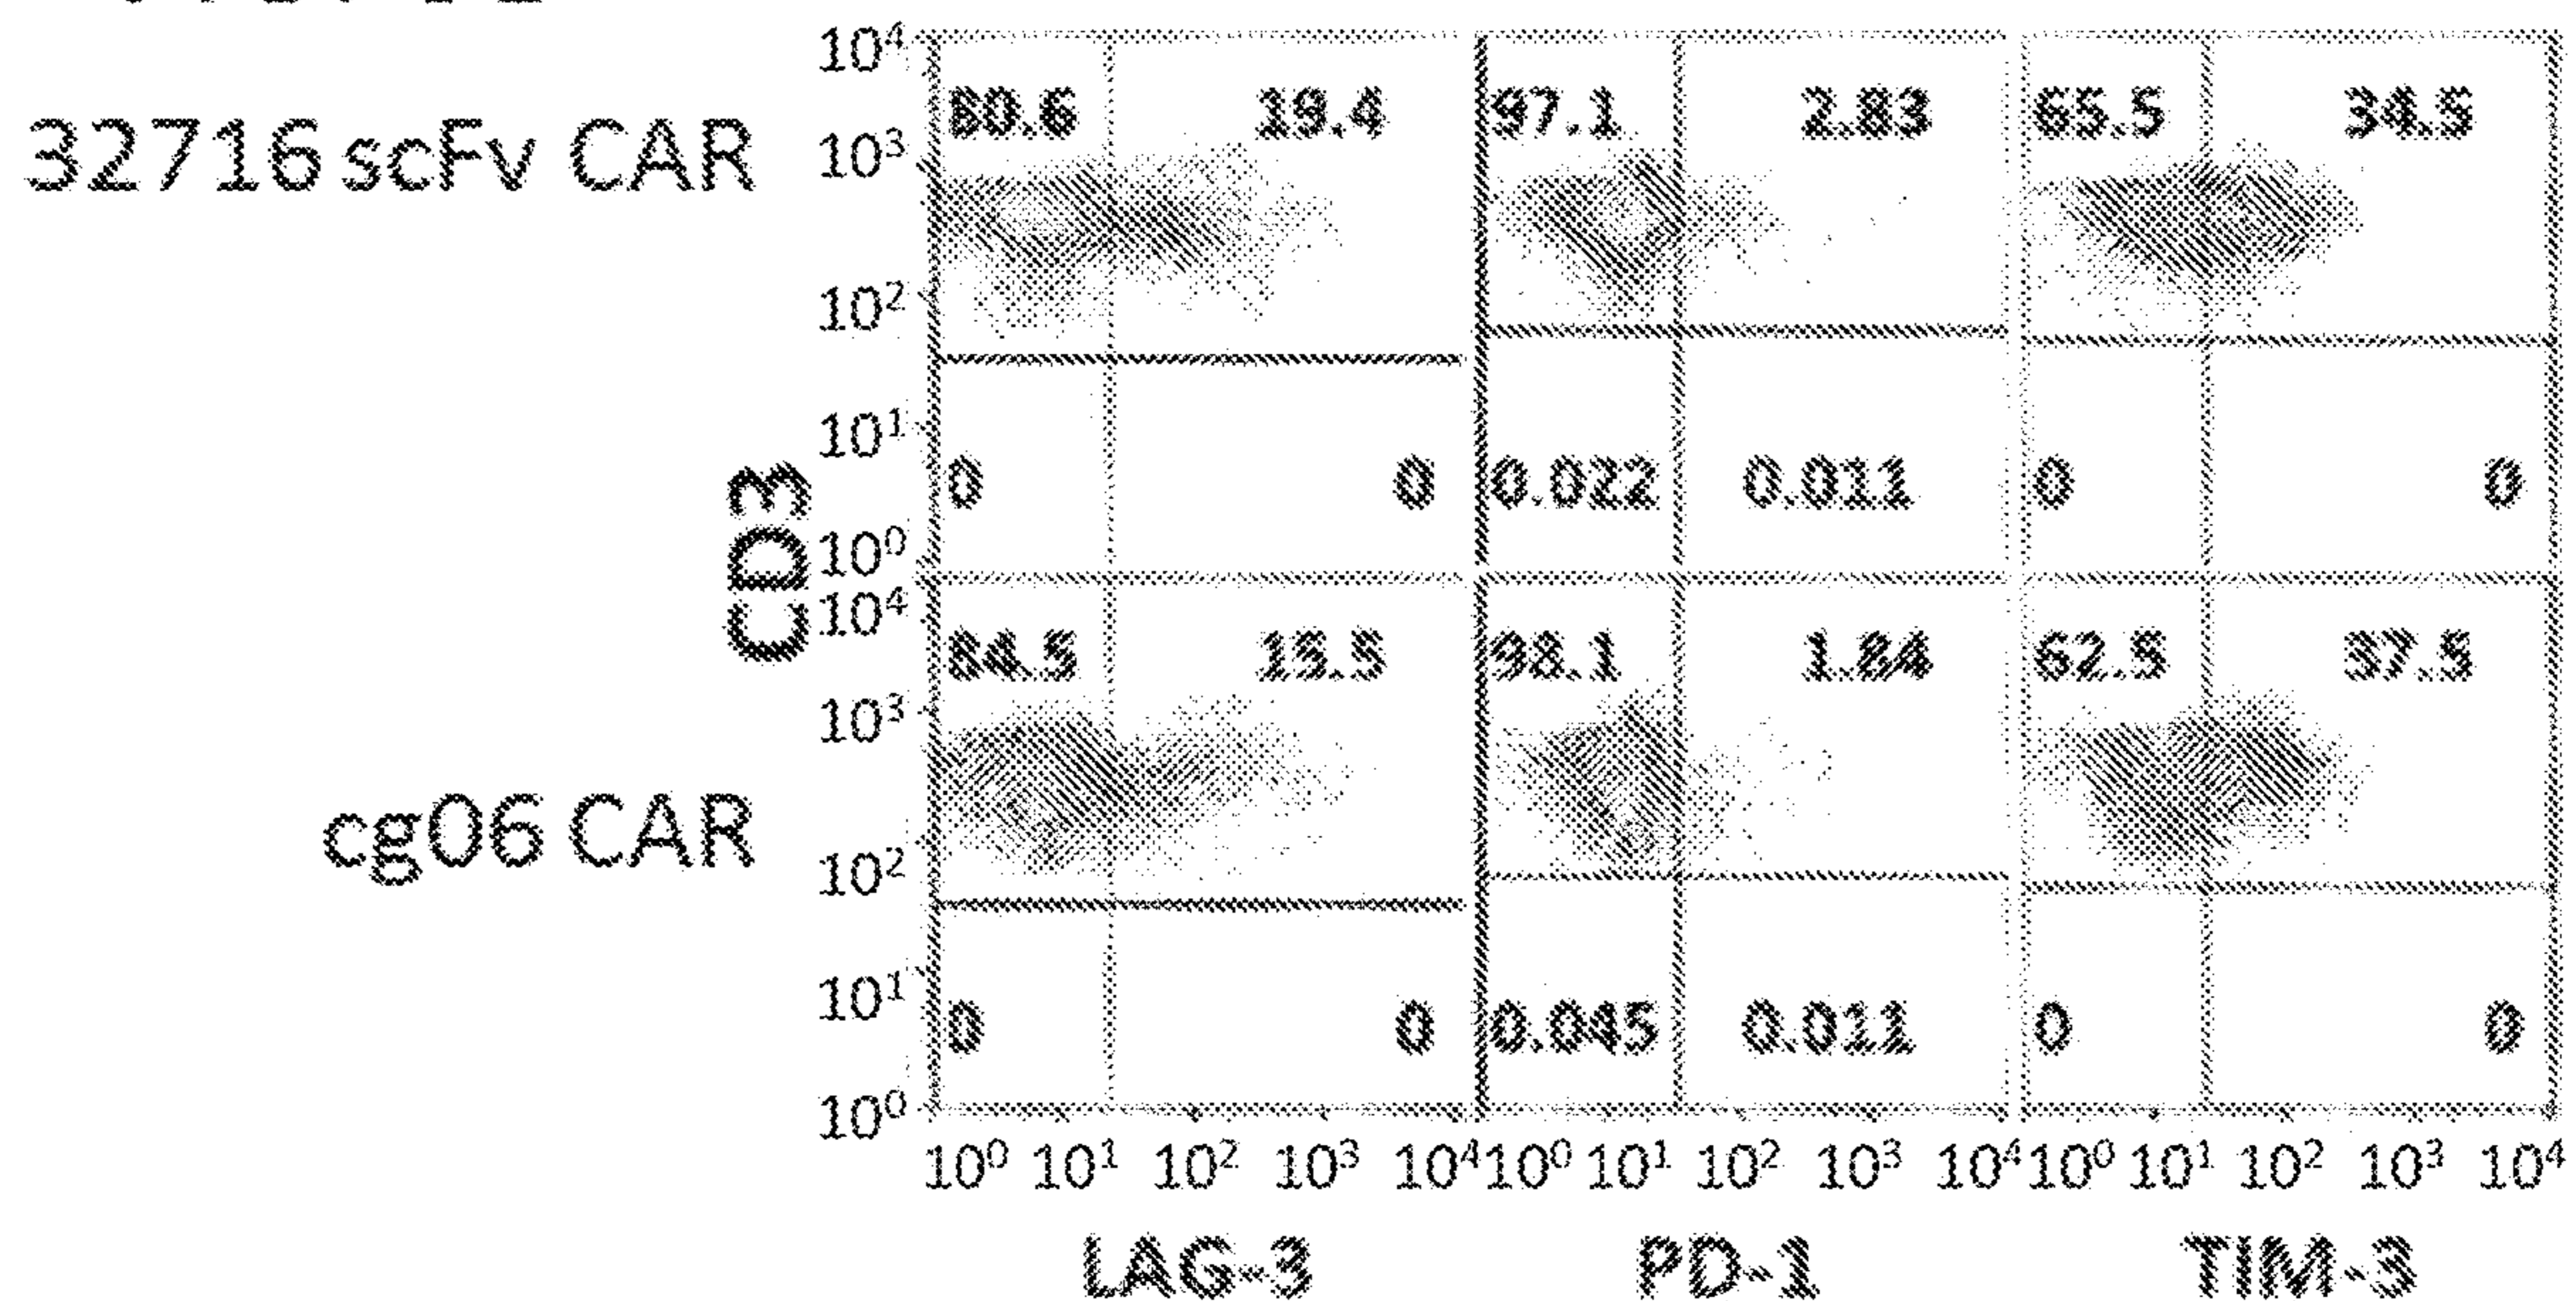 10⁴
80.6 19.4 97.1 2.83 65.5 34.5
32716 scFv CAR
10³
10²
10¹
0 0 0.022 0.011 0 0
CD3
10⁰
10⁴
84.5 15.5 98.1 1.84 62.5 37.5
10³
cg06 CAR
10²
10¹
0 0 0.045 0.011 0 0
10⁰
10⁰ 10¹ 10² 10³ 10⁴ 10⁰ 10¹ 10² 10³ 10⁴ 10⁰ 10¹ 10² 10³ 10⁴
LAG-3 PD-1 TIM-3